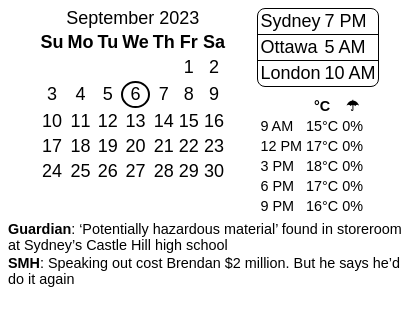 September 2023
Su Mo Tu We Th Fr Sa
1 2
3 4 5 6 7 8 9
10 11 12 13 14 15 16
17 18 19 20 21 22 23
24 25 26 27 28 29 30
Sydney 7 PM
Ottawa 5 AM
London 10 AM
°C ☂
9 AM 15°C 0%
12 PM 17°C 0%
3 PM 18°C 0%
6 PM 17°C 0%
9 PM 16°C 0%
Guardian: ‘Potentially hazardous material’ found in storeroom
at Sydney’s Castle Hill high school
SMH: Speaking out cost Brendan $2 million. But he says he’d
do it again